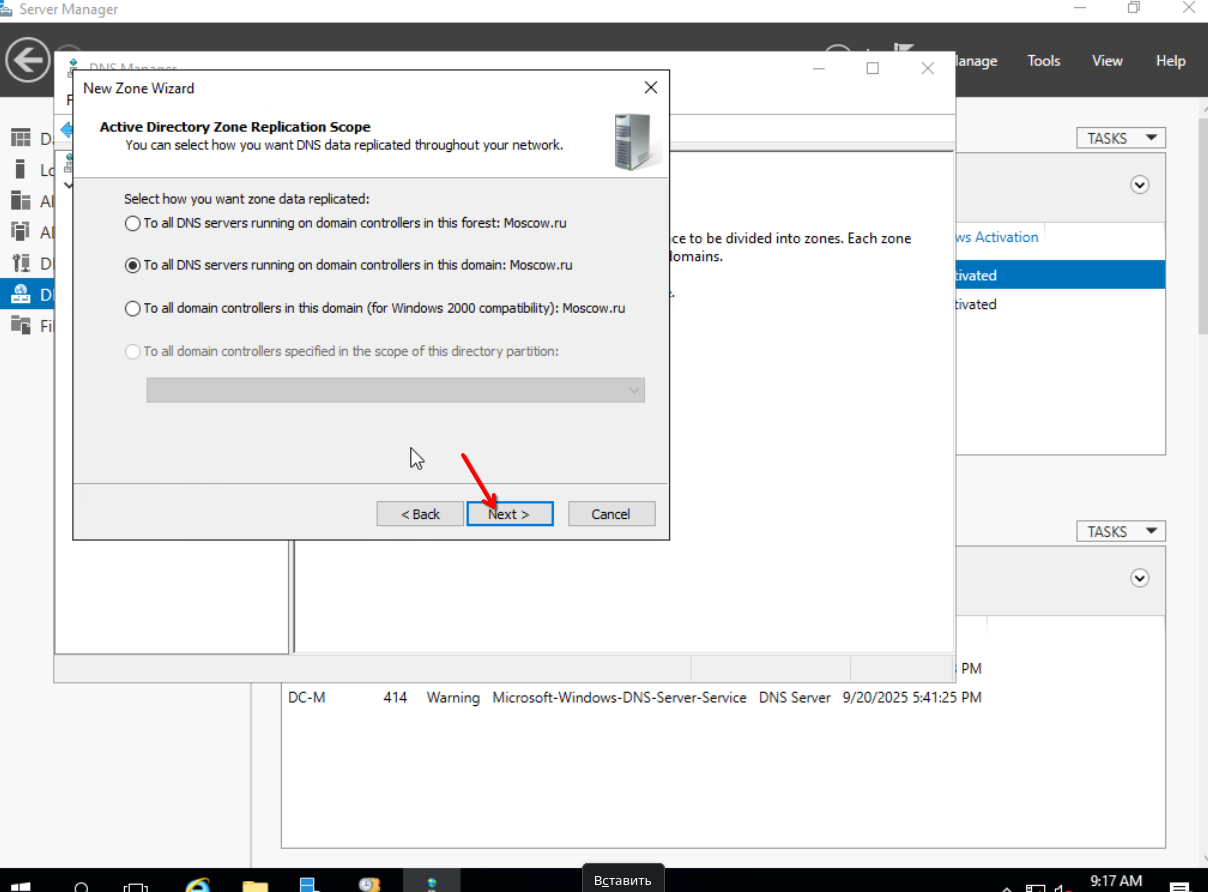 Server Manager
Manage Tools View Help
DNS Manager
New Zone Wizard
Active Directory Zone Replication Scope
You can select how you want DNS data replicated throughout your network.
Select how you want zone data replicated:
To all DNS servers running on domain controllers in this forest: Moscow.ru
To all DNS servers running on domain controllers in this domain: Moscow.ru
To all domain controllers in this domain (for Windows 2000 compatibility): Moscow.ru
To all domain controllers specified in the scope of this directory partition:
< Back Next > Cancel
to be divided into zones. Each zone
TASKS
Activation
TASKS
PM
DC-M 414 Warning Microsoft-Windows-DNS-Server-Service DNS Server 9/20/2025 5:41:25 PM
Вставить
9:17 AM